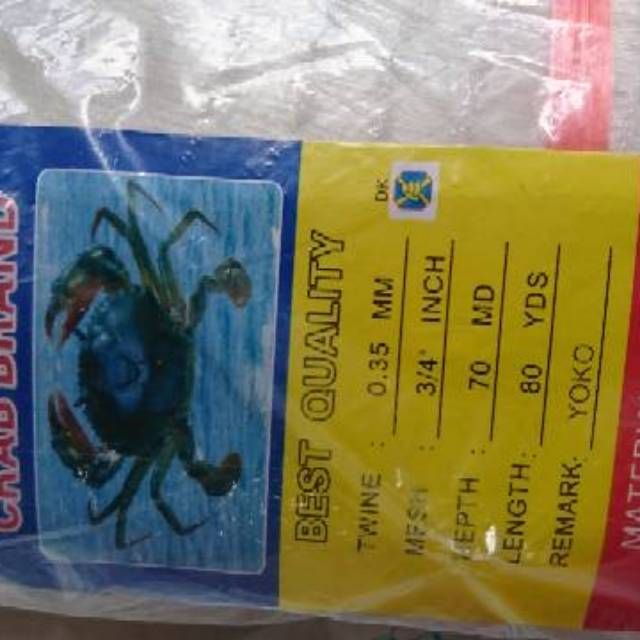 CRAB BRAND
BEST QUALITY
DK
TWINE : 0.35 MM
MESH : 3/4" INCH
DEPTH : 70 MD
LENGTH : 80 YDS
REMARK: YOKO